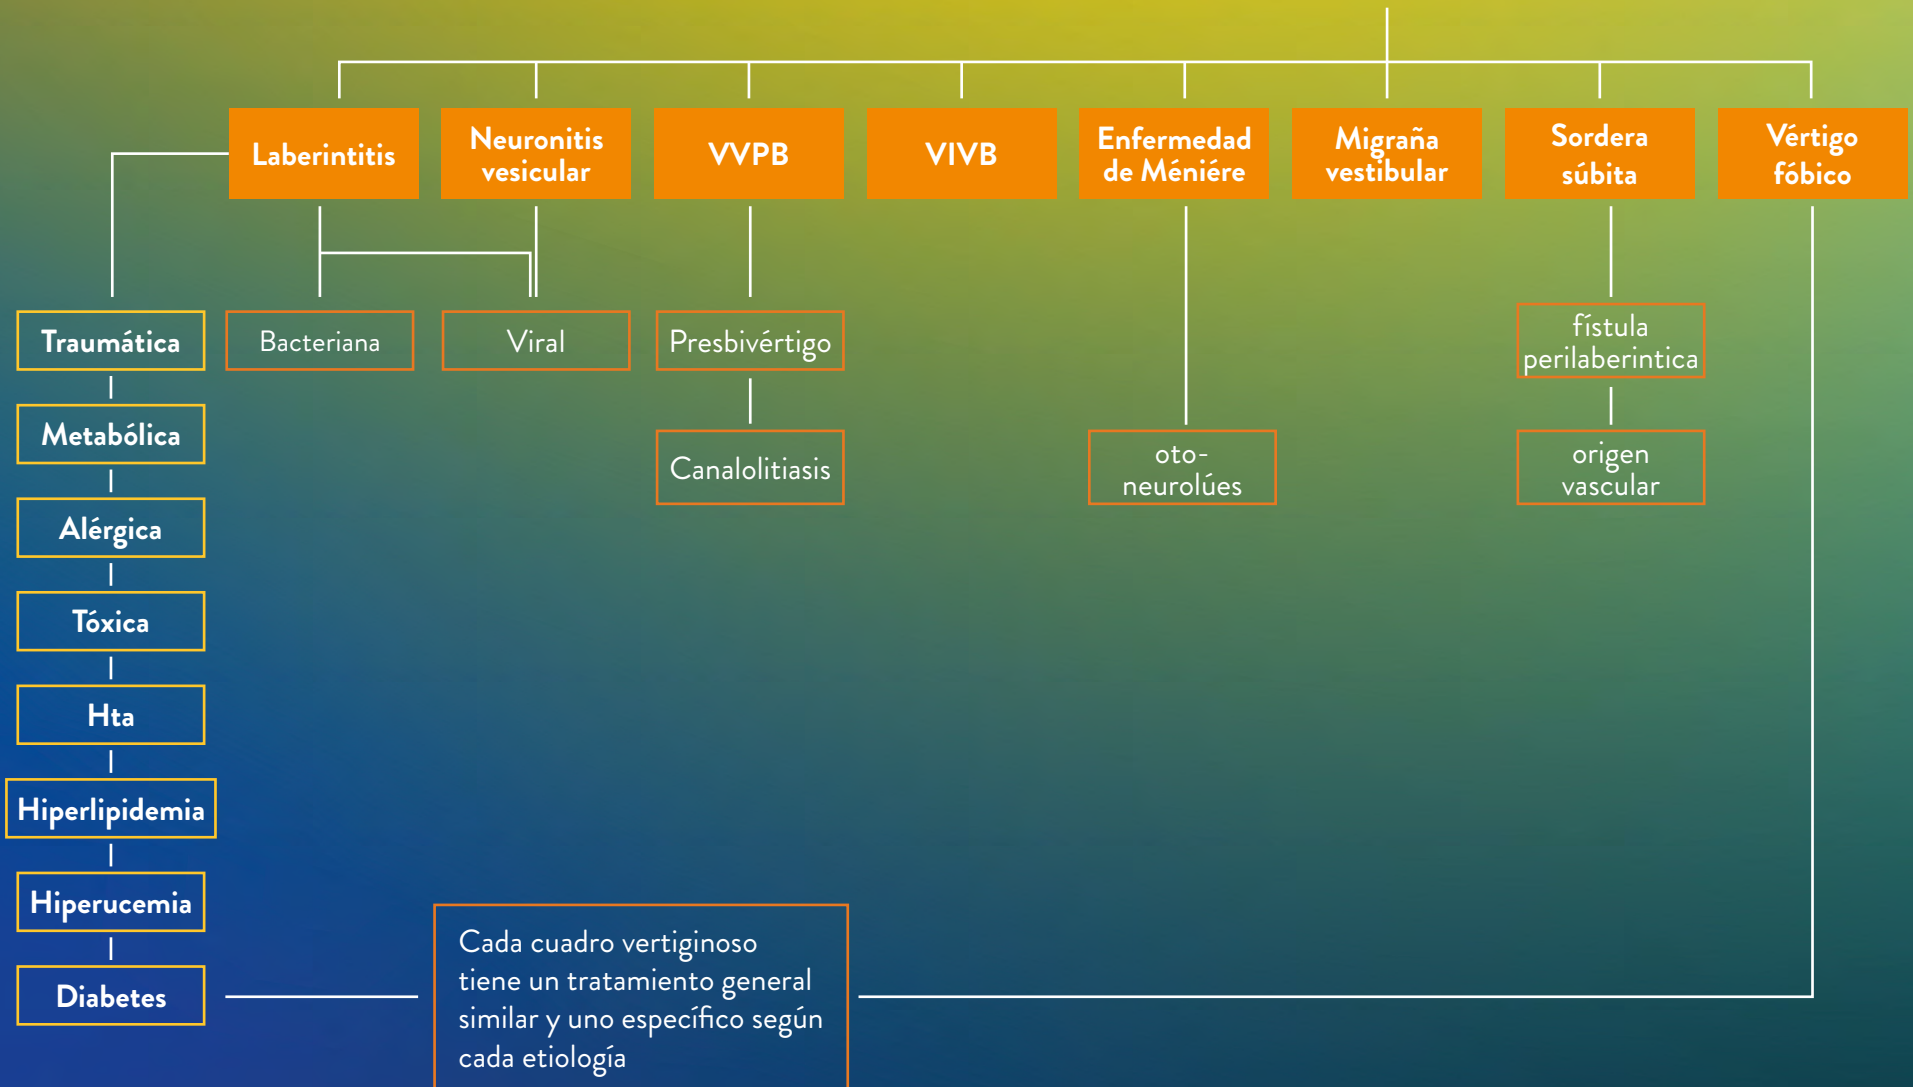 Laberintitis
Neuronitis
vesicular
VVPB
VIVB
Enfermedad
de Méniére
Migraña
vestibular
Sordera
súbita
Vértigo
fóbico
Traumática
Bacteriana
Viral
Presbivértigo
fístula
perilaberintica
Metabólica
Canalolitiasis
oto-
neurolúes
origen
vascular
Alérgica
Tóxica
Hta
Hiperlipidemia
Hiperucemia
Diabetes
Cada cuadro vertiginoso
tiene un tratamiento general
similar y uno específico según
cada etiología